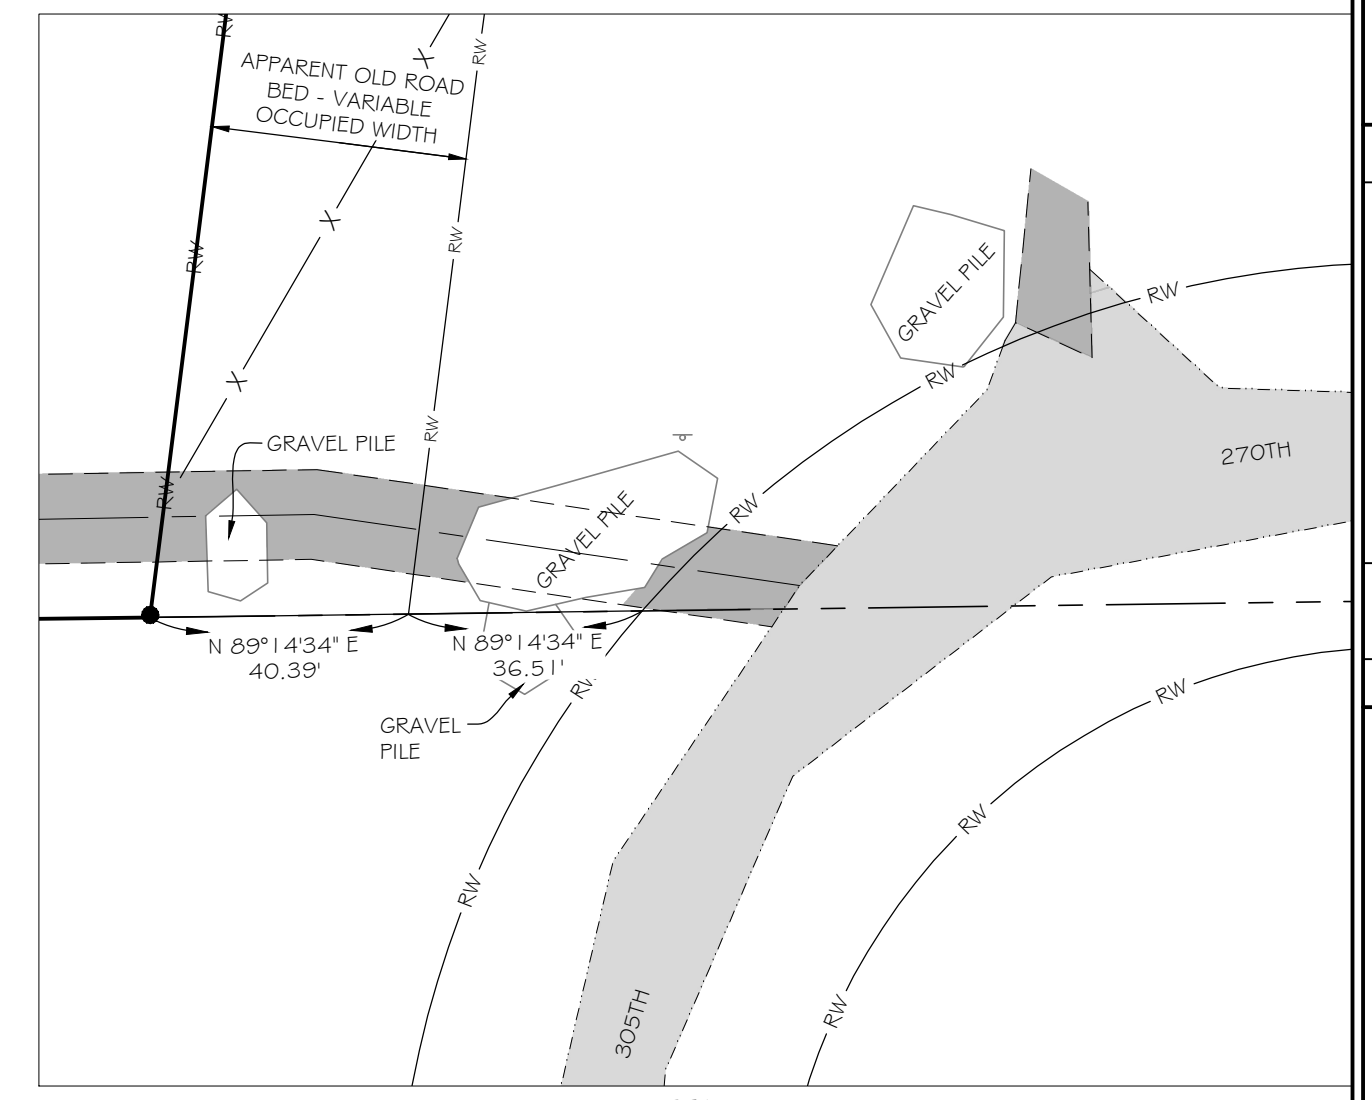 RW
X
RW
APPARENT OLD ROAD
BED - VARIABLE
OCCUPIED WIDTH
X
RW
RW
GRAVEL PILE
RW
X
RW
RW
GRAVEL PILE
270TH
RW
GRAVEL PILE
RW
N 89°14'34" E
40.39'
N 89°14'34" E
36.51'
RW
RW
GRAVEL
PILE
RW
RW
RW
305TH